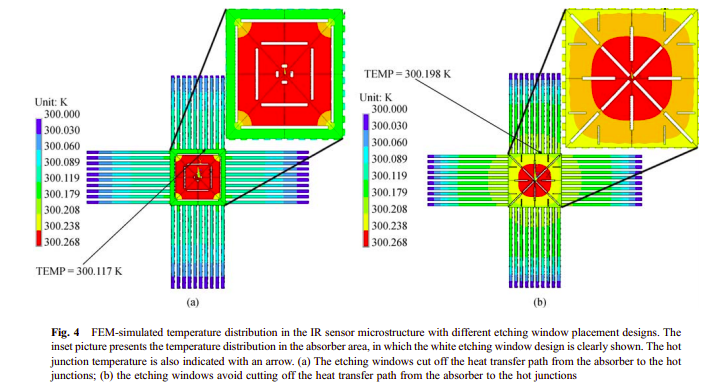 TEMP = 300.198 K
Unit: K
300.000
300.030
300.060
300.089
300.119
300.179
300.208
300.238
300.268
TEMP = 300.117 K
(a)
Unit: K
300.000
300.030
300.060
300.089
300.119
300.179
300.208
300.238
300.268
(b)
Fig. 4 FEM-simulated temperature distribution in the IR sensor microstructure with different etching window placement designs. The
inset picture presents the temperature distribution in the absorber area, in which the white etching window design is clearly shown. The hot
junction temperature is also indicated with an arrow. (a) The etching windows cut off the heat transfer path from the absorber to the hot
junctions; (b) the etching windows avoid cutting off the heat transfer path from the absorber to the hot junctions